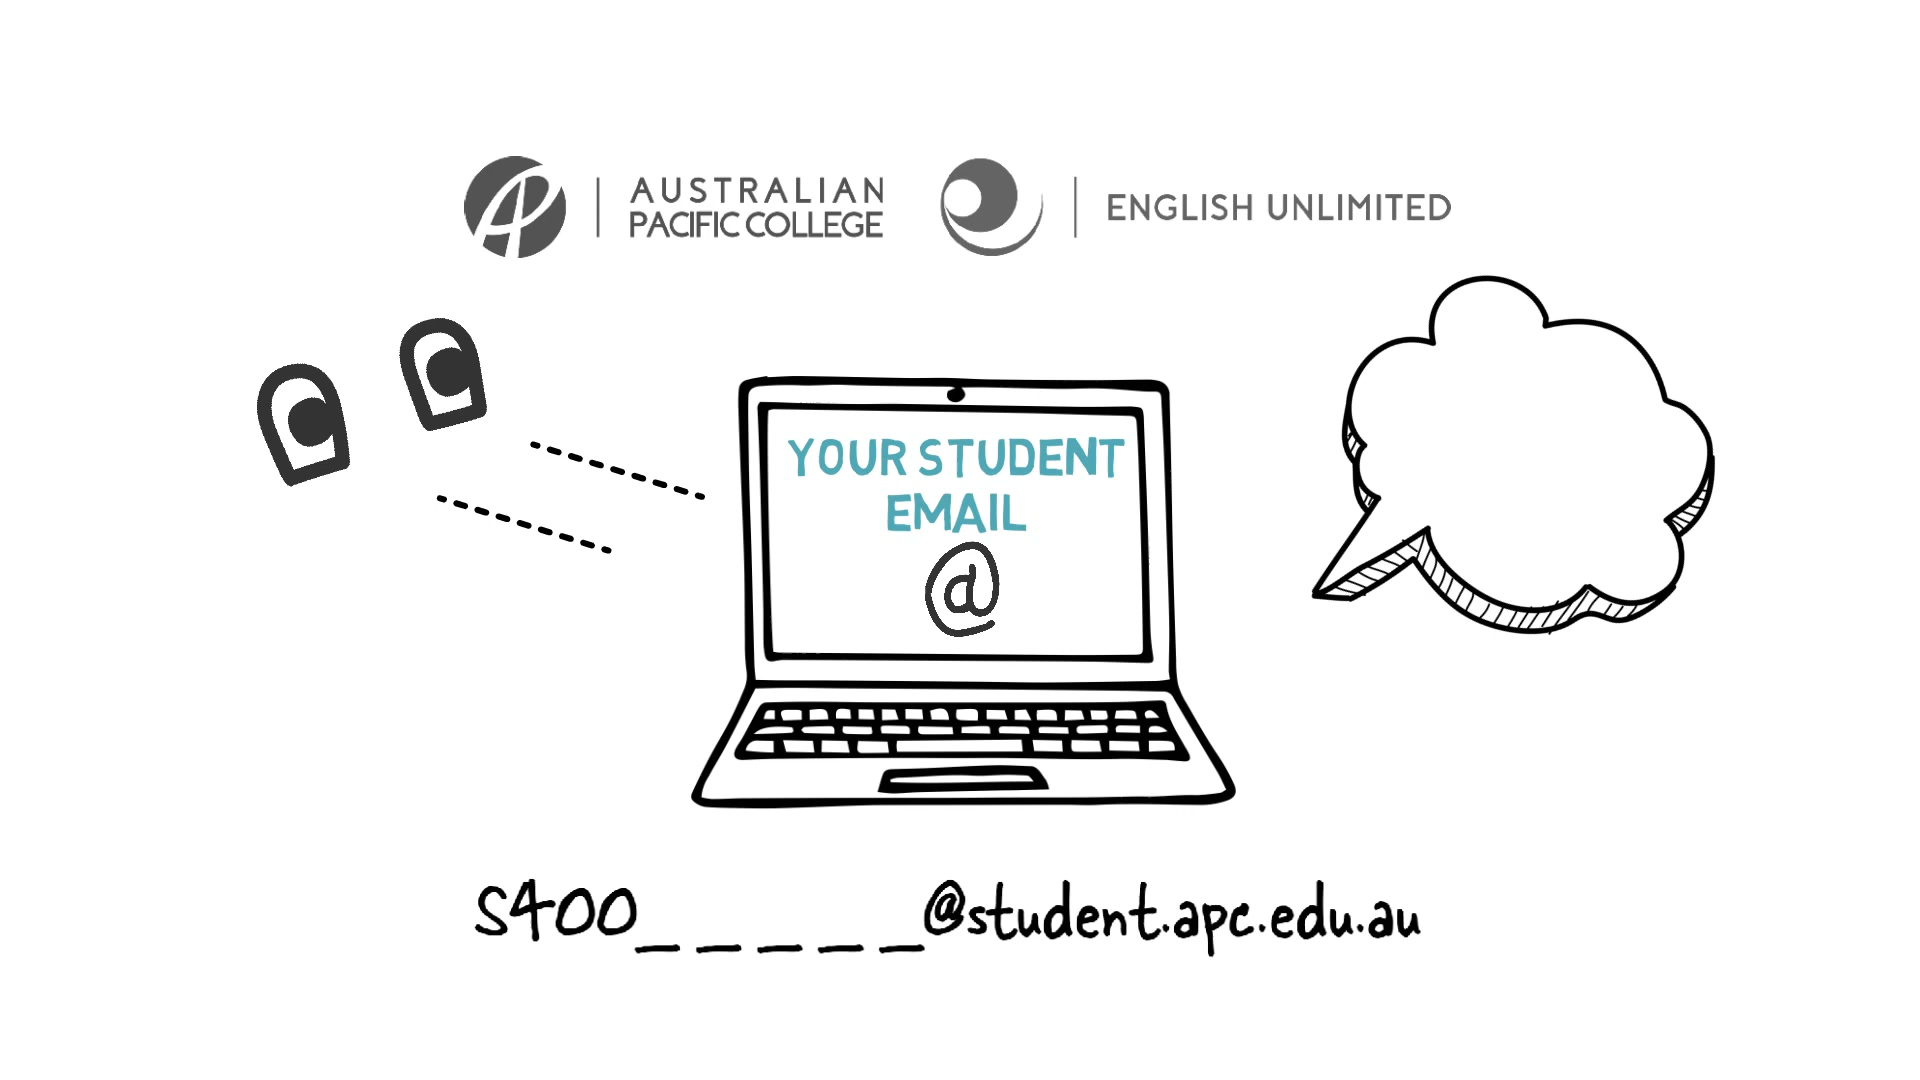 AUSTRALIAN
PACIFIC COLLEGE
ENGLISH UNLIMITED
YOUR STUDENT
EMAIL
@
S400_ _ _ _ _@student.apc.edu.au